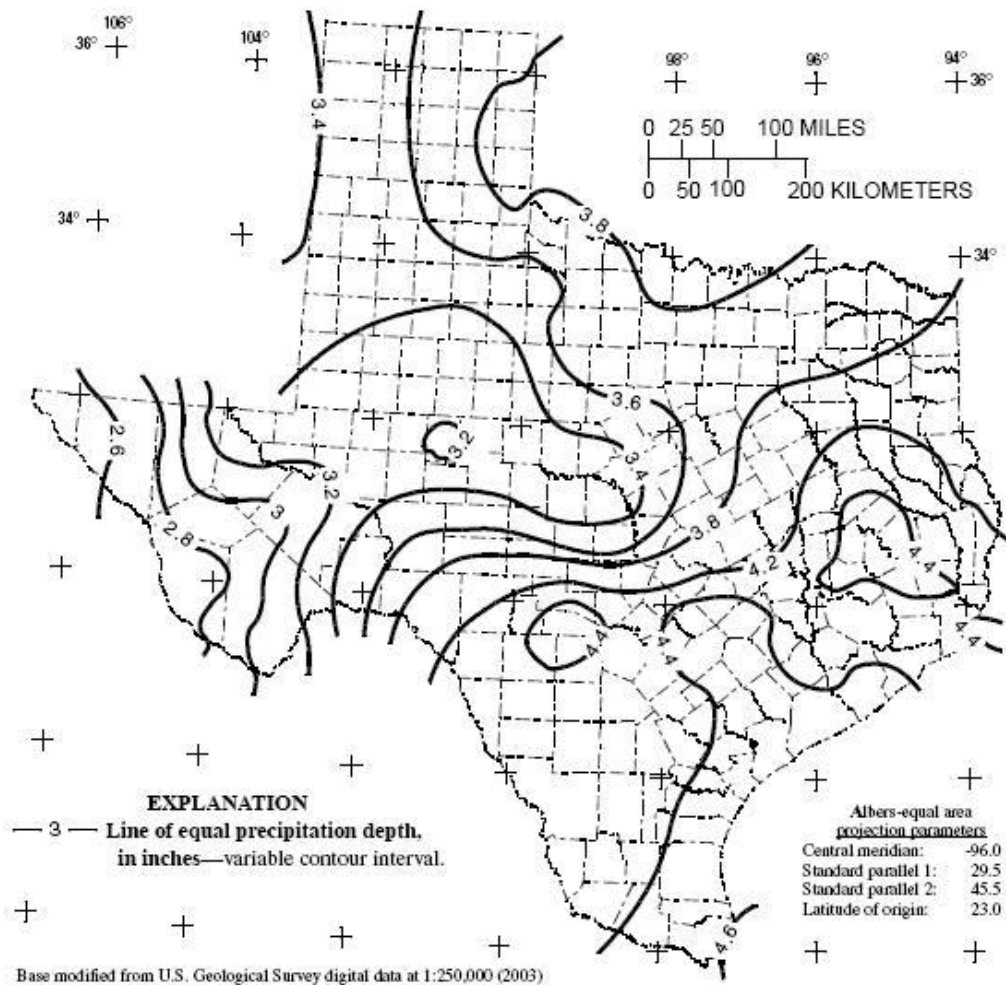 106°
36°
104°
98°
96°
94°
36°
0 25 50 100 MILES
0 50 100 200 KILOMETERS
3.4
34°
3.8
34°
3.6
2.6
3.2
3.4
3.2
3
2.8
3.8
4.2
4.4
4.4
4.4
4.4
EXPLANATION
3 Line of equal precipitation depth,
in inches—variable contour interval.
Albers-equal area
projection parameters
Central meridian: -96.0
Standard parallel 1: 29.5
Standard parallel 2: 45.5
Latitude of origin: 23.0
4.6
Base modified from U.S. Geological Survey digital data at 1:250,000 (2003)